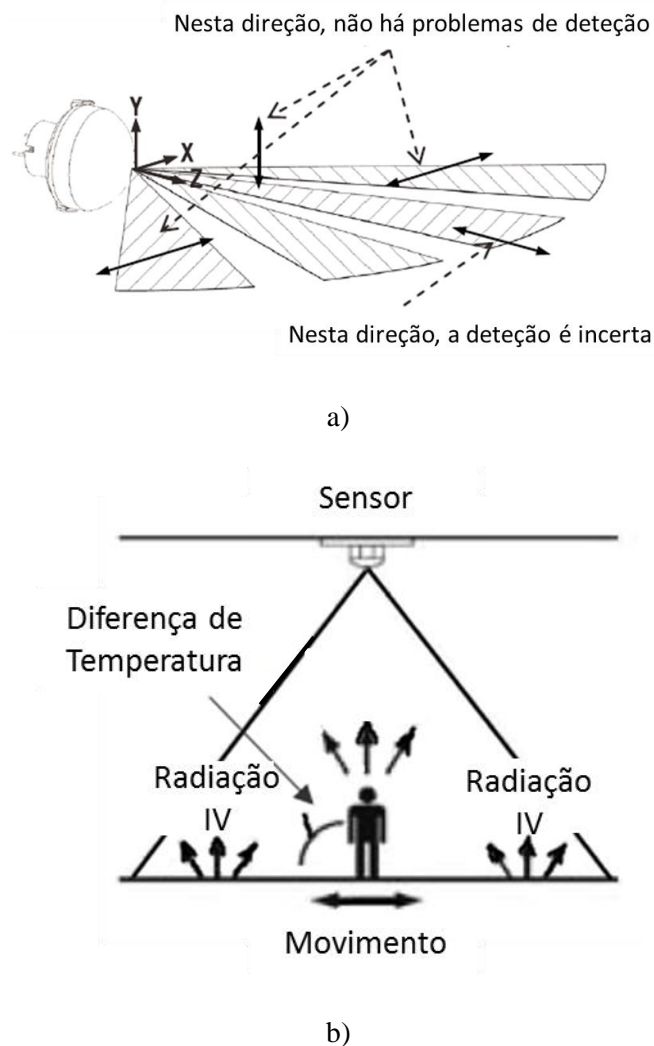 Nesta direção, não há problemas de deteção
Y
X
Z
Nesta direção, a deteção é incerta
a)
Sensor
Diferença de
Temperatura
Radiação
IV
Radiação
IV
Movimento
b)